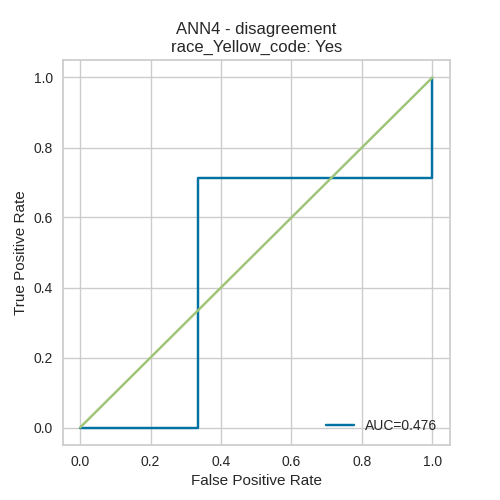 ANN4 - disagreement
race_Yellow_code: Yes
True Positive Rate
1.0
0.8
0.6
0.4
0.2
0.0
AUC=0.476
0.0 0.2 0.4 0.6 0.8 1.0
False Positive Rate